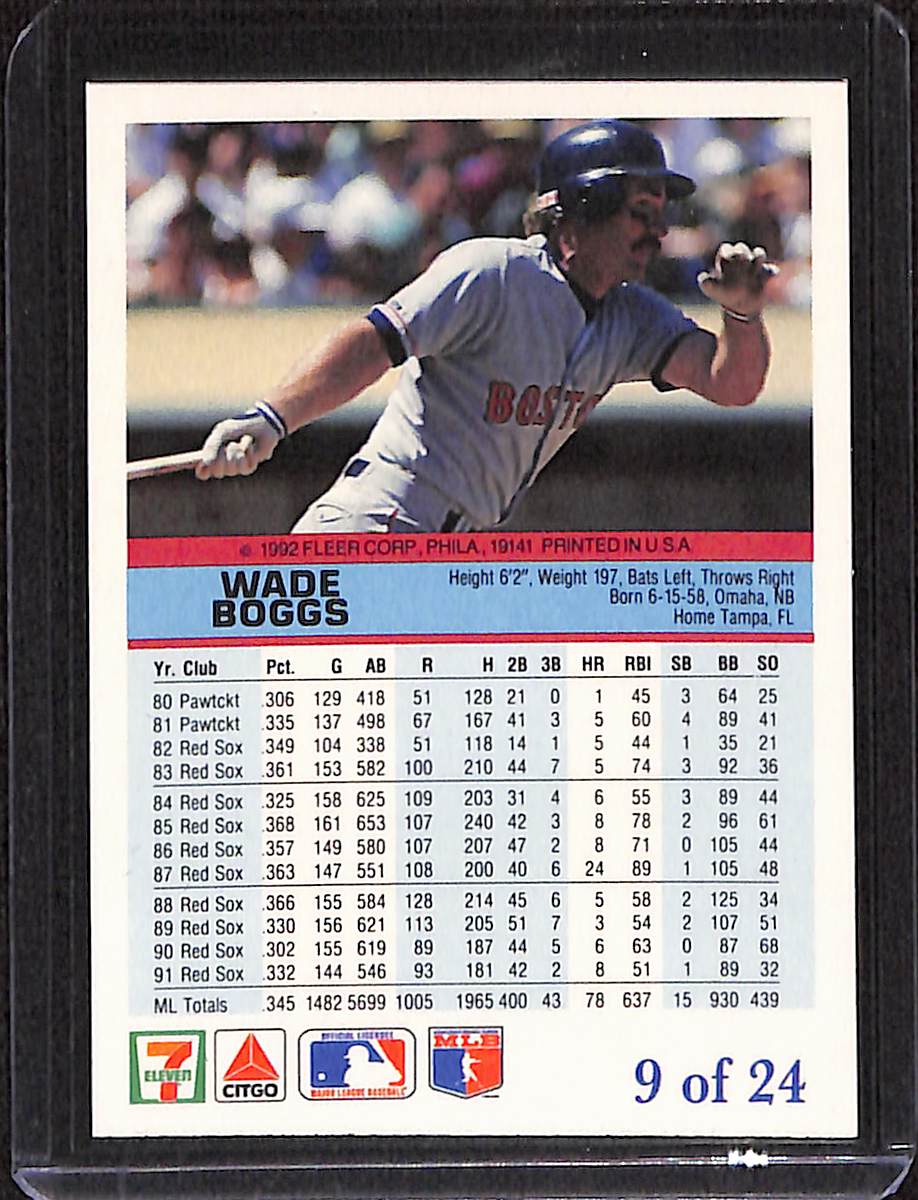 BOSTO
© 1992 FLEER CORP, PHILA, 19141 PRINTED IN U S A
WADE
BOGGS
Height 6'2", Weight 197, Bats Left, Throws Right
Born 6-15-58, Omaha, NB
Home Tampa, FL
Yr. Club Pct. G AB R H 2B 3B HR RBI SB BB SO
80 Pawtckt .306 129 418 51 128 21 0 1 45 3 64 25
81 Pawtckt .335 137 498 67 167 41 3 5 60 4 89 41
82 Red Sox .349 104 338 51 118 14 1 5 44 1 35 21
83 Red Sox .361 153 582 100 210 44 7 5 74 3 92 36
84 Red Sox .325 158 625 109 203 31 4 6 55 3 89 44
85 Red Sox .368 161 653 107 240 42 3 8 78 2 96 61
86 Red Sox .357 149 580 107 207 47 2 8 71 0 105 44
87 Red Sox .363 147 551 108 200 40 6 24 89 1 105 48
88 Red Sox .366 155 584 128 214 45 6 5 58 2 125 34
89 Red Sox .330 156 621 113 205 51 7 3 54 2 107 51
90 Red Sox .302 155 619 89 187 44 5 6 63 0 87 68
91 Red Sox .332 144 546 93 181 42 2 8 51 1 89 32
ML Totals .345 1482 5699 1005 1965 400 43 78 637 15 930 439
7
ELEVEN
CITGO
OFFICIAL LICENSEE
MAJOR LEAGUE BASEBALL
MLB
9 of 24